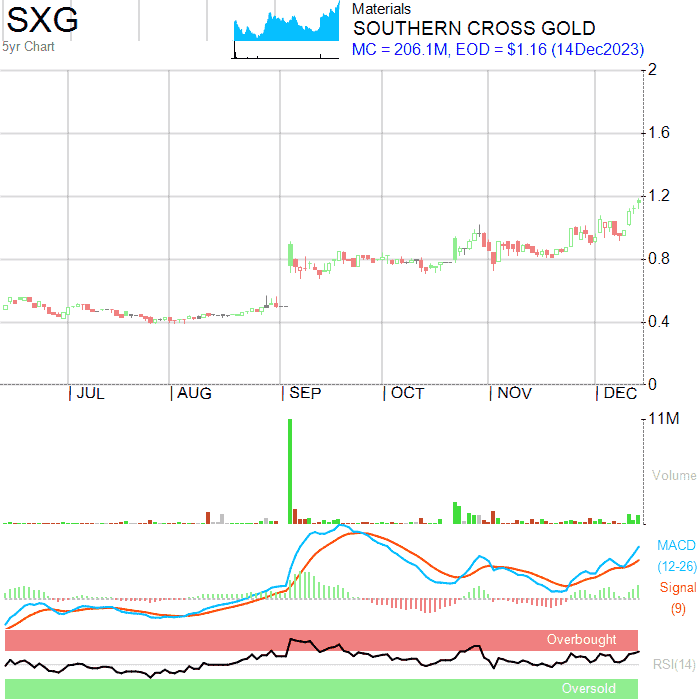 SXG
5yr Chart
Materials
SOUTHERN CROSS GOLD
MC = 206.1M, EOD = $1.16 (14Dec2023)
2
1.6
1.2
0.8
0.4
0
JUL AUG SEP OCT NOV DEC
11M
Volume
MACD
(12-26)
Signal
(9)
Overbought
RSI(14)
Oversold